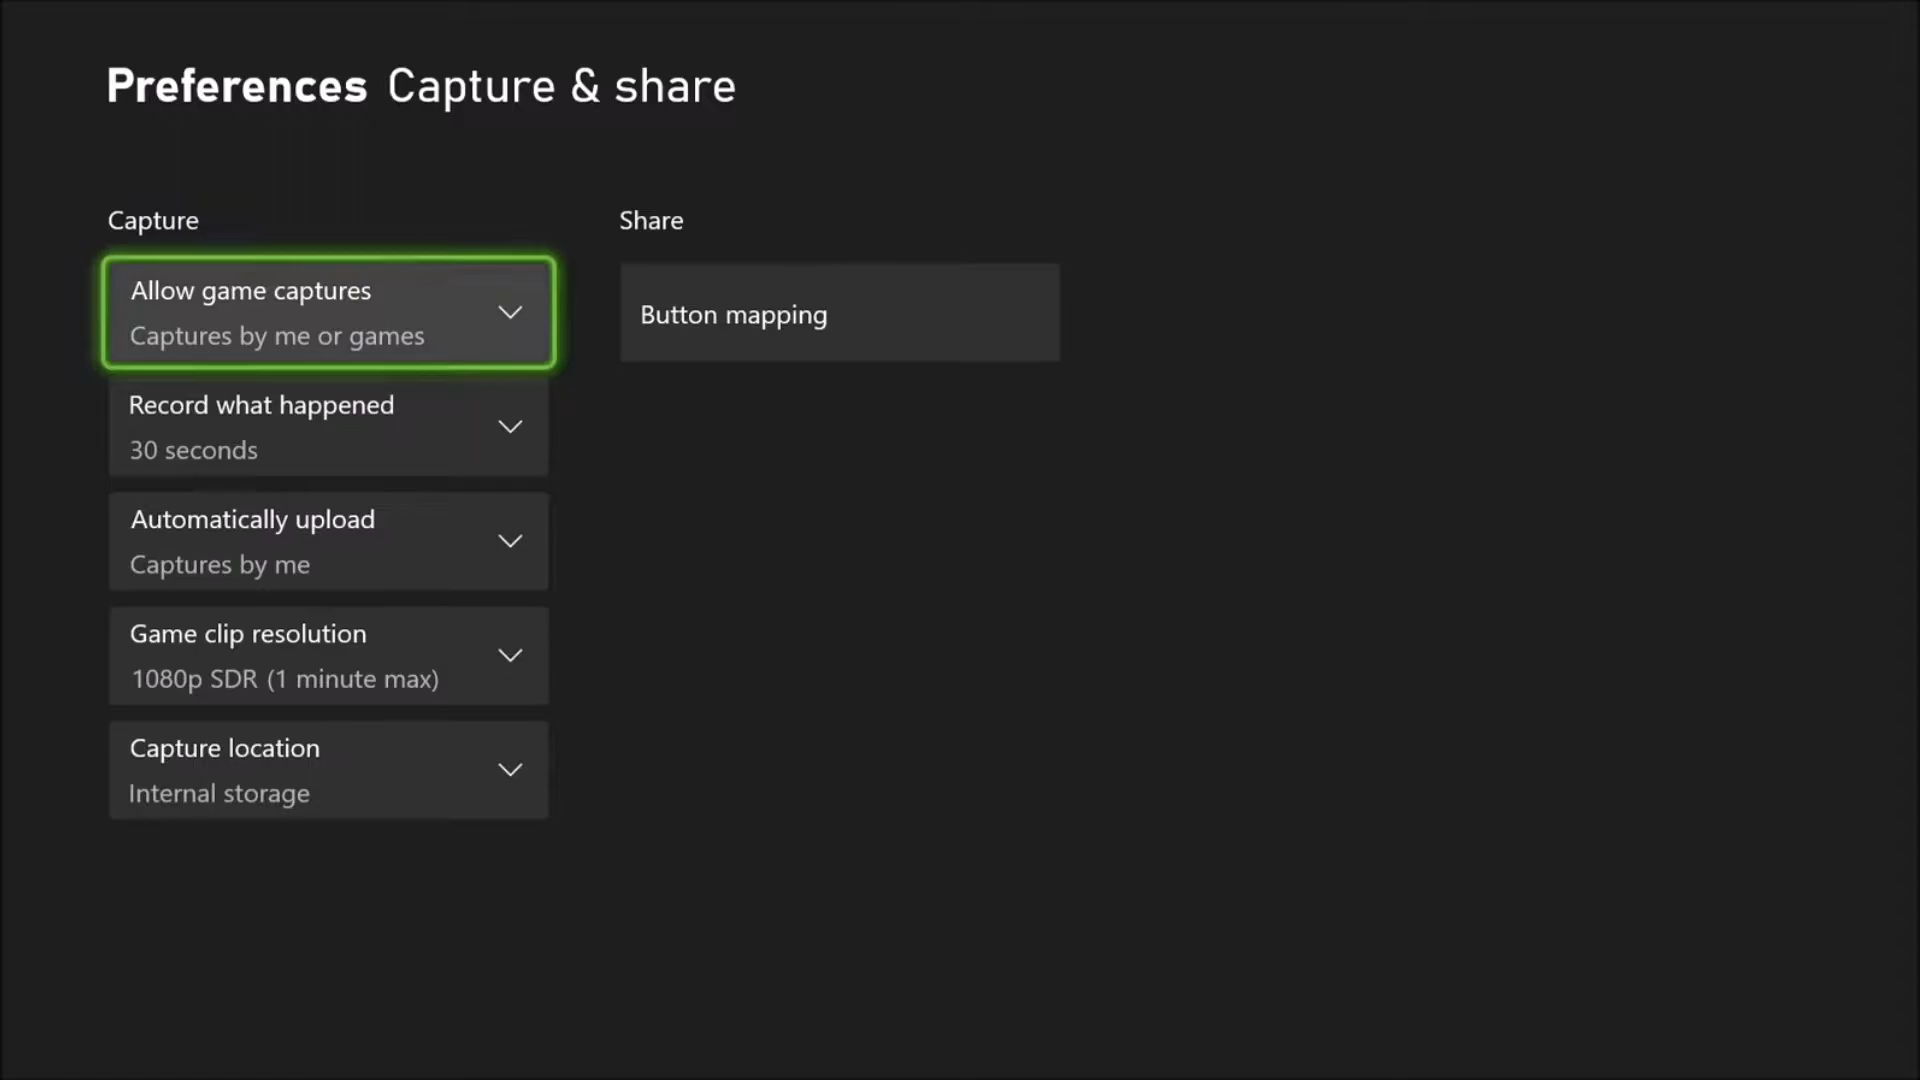 Preferences Capture & share
Capture
Allow game captures
Captures by me or games
Record what happened
30 seconds
Automatically upload
Captures by me
Game clip resolution
1080p SDR (1 minute max)
Capture location
Internal storage
Share
Button mapping